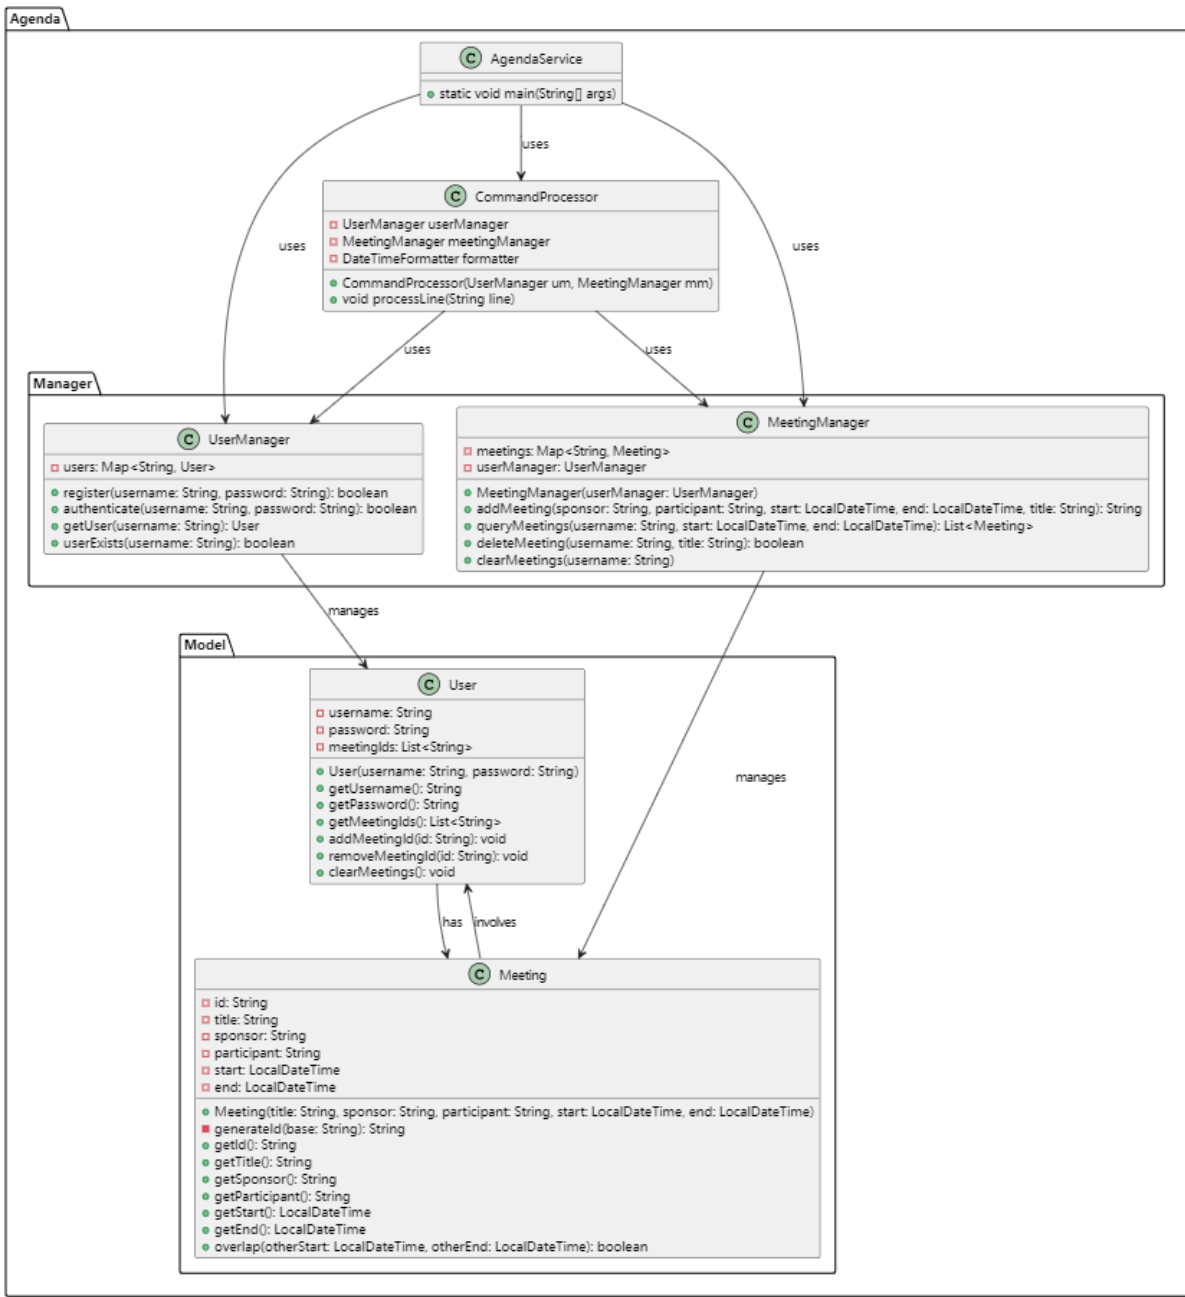 Agenda
C AgendaService
static void main(String[] args)
uses
C CommandProcessor
UserManager userManager
MeetingManager meetingManager
DateTimeFormatter formatter
CommandProcessor(UserManager um, MeetingManager mm)
void processLine(String line)
uses
uses
uses
uses
Manager
C UserManager
users: Map<String, User>
register(username: String, password: String): boolean
authenticate(username: String, password: String): boolean
getUser(username: String): User
userExists(username: String): boolean
C MeetingManager
meetings: Map<String, Meeting>
userManager: UserManager
MeetingManager(userManager: UserManager)
addMeeting(sponsor: String, participant: String, start: LocalDateTime, end: LocalDateTime, title: String): String
queryMeetings(username: String, start: LocalDateTime, end: LocalDateTime): List<Meeting>
deleteMeeting(username: String, title: String): boolean
clearMeetings(username: String)
manages
Model
C User
username: String
password: String
meetingIds: List<String>
User(username: String, password: String)
getUsername(): String
getPassword(): String
getMeetingIds(): List<String>
addMeetingId(id: String): void
removeMeetingId(id: String): void
clearMeetings(): void
manages
has
involves
C Meeting
id: String
title: String
sponsor: String
participant: String
start: LocalDateTime
end: LocalDateTime
Meeting(title: String, sponsor: String, participant: String, start: LocalDateTime, end: LocalDateTime)
generateId(base: String): String
getId(): String
getTitle(): String
getSponsor(): String
getParticipant(): String
getStart(): LocalDateTime
getEnd(): LocalDateTime
overlap(otherStart: LocalDateTime, otherEnd: LocalDateTime): boolean